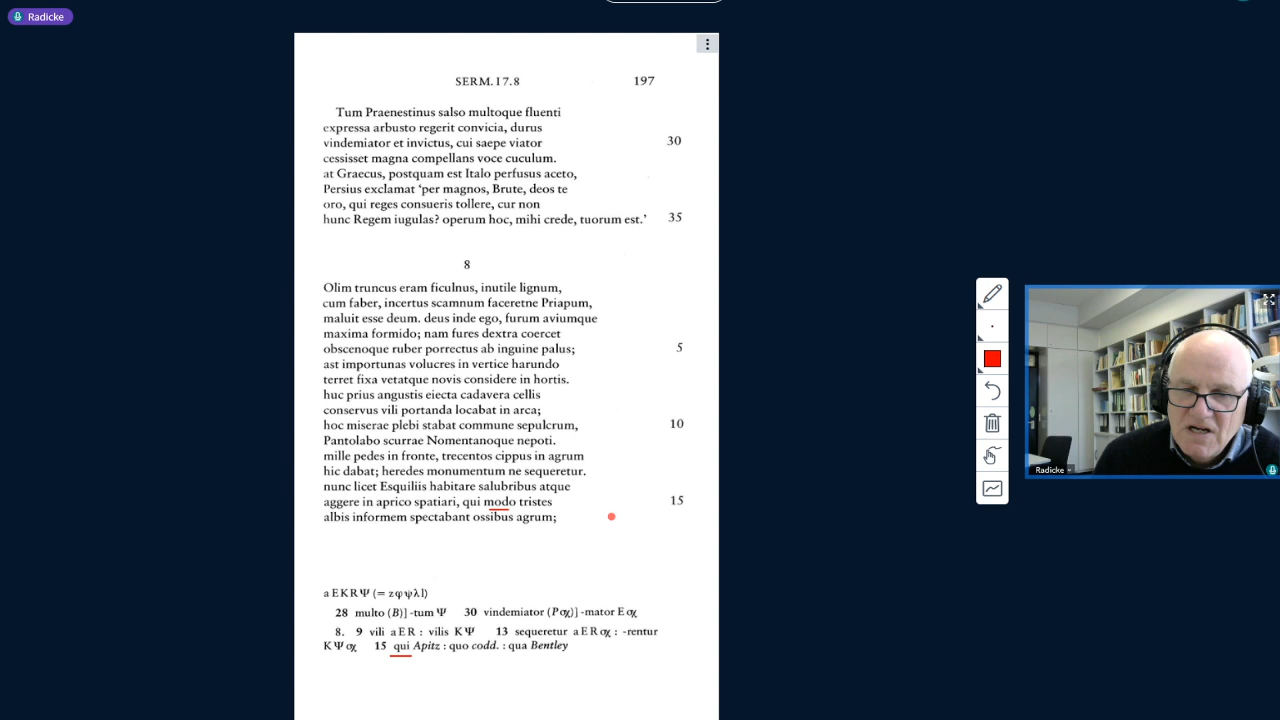 Radicke
SERM. I 7. 8 197
Tum Praenestinus salso multoque fluenti
expressa arbusto regerit convicia, durus
vindemiator et invictus, cui saepe viator 30
cessisset magna compellans voce cuculum.
at Graecus, postquam est Italo perfusus aceto,
Persius exclamat ‘per magnos, Brute, deos te
oro, qui reges consueris tollere, cur non
hunc Regem iugulas? operum hoc, mihi crede, tuorum est.’ 35
8
Olim truncus eram ficulnus, inutile lignum,
cum faber, incertus scamnum faceretne Priapum,
maluit esse deum. deus inde ego, furum aviumque
maxima formido; nam fures dextra coercet
obscenoque ruber porrectus ab inguine palus; 5
ast importunas volucres in vertice harundo
terret fixa vetatque novis considere in hortis.
huc prius angustis eiecta cadavera cellis
conservus vili portanda locabat in arca;
hoc miserae plebi stabat commune sepulcrum, 10
Pantolabo scurrae Nomentanoque nepoti.
mille pedes in fronte, trecentos cippus in agrum
hic dabat; heredes monumentum ne sequeretur.
nunc licet Esquiliis habitare salubribus atque
aggere in aprico spatiari, qui modo tristes 15
albis informem spectabant ossibus agrum;
a E K R Ψ (= z φ ψ λ l)
28 multo (B)] -tum Ψ 30 vindemiator (P σχ)] -mator E σχ
8. 9 vili a E R : vilis K Ψ 13 sequeretur a E R σχ : -rentur
K Ψ σχ 15 qui Apitz : quo codd. : qua Bentley
Radicke